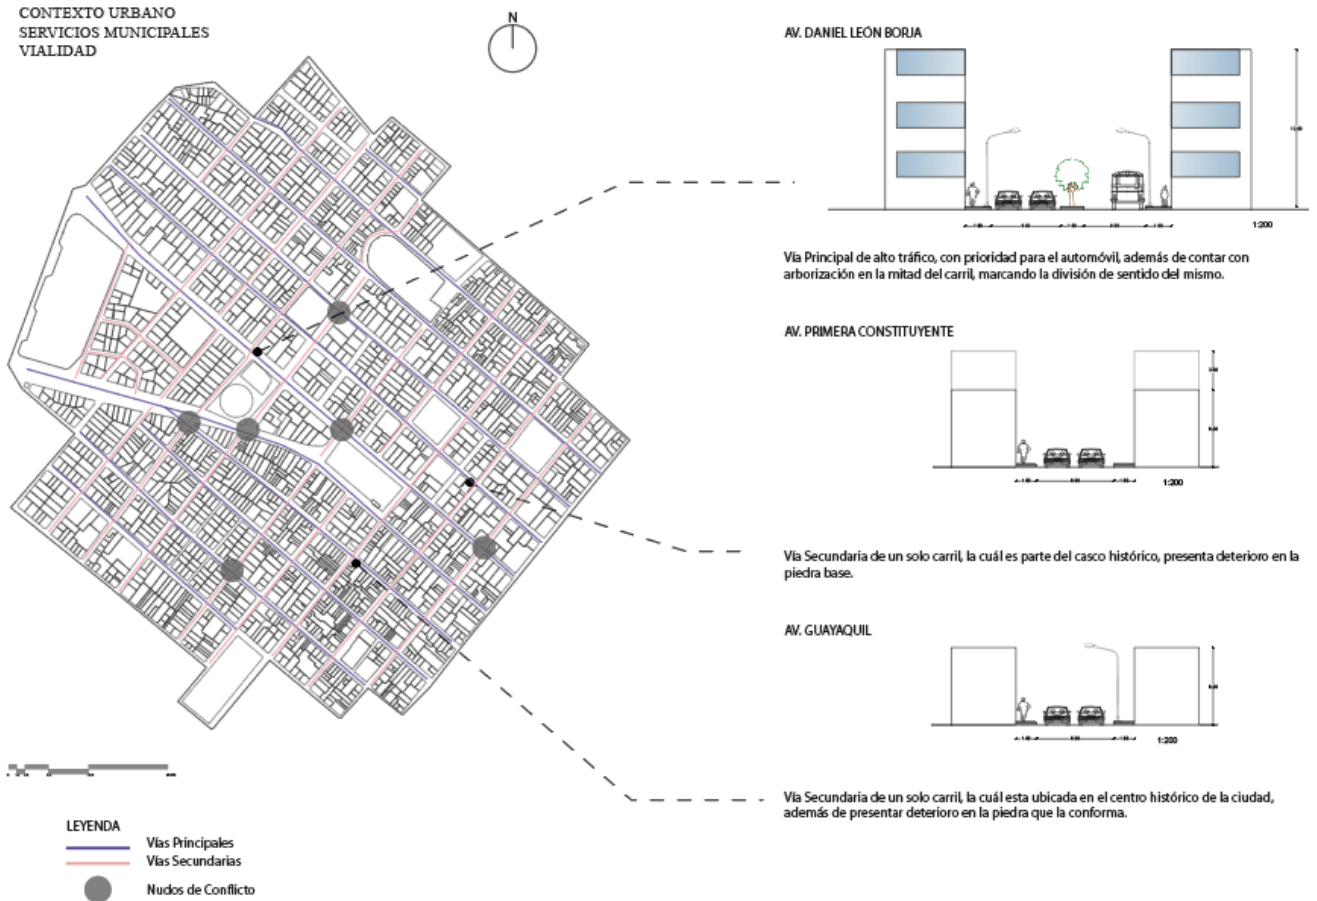 CONTEXTO URBANO
SERVICIOS MUNICIPALES
VIALIDAD
N
AV. DANIEL LEÓN BORJA
1:200
Vía Principal de alto tráfico, con prioridad para el automóvil, además de contar con
arborización en la mitad del carril, marcando la división de sentido del mismo.
AV. PRIMERA CONSTITUYENTE
1:200
Vía Secundaria de un solo carril, la cuál es parte del casco histórico, presenta deterioro en la
piedra base.
AV. GUAYAQUIL
1:200
Vía Secundaria de un solo carril, la cuál esta ubicada en el centro histórico de la ciudad,
además de presentar deterioro en la piedra que la conforma.
LEYENDA
Vías Principales
Vías Secundarias
Nudos de Conflicto